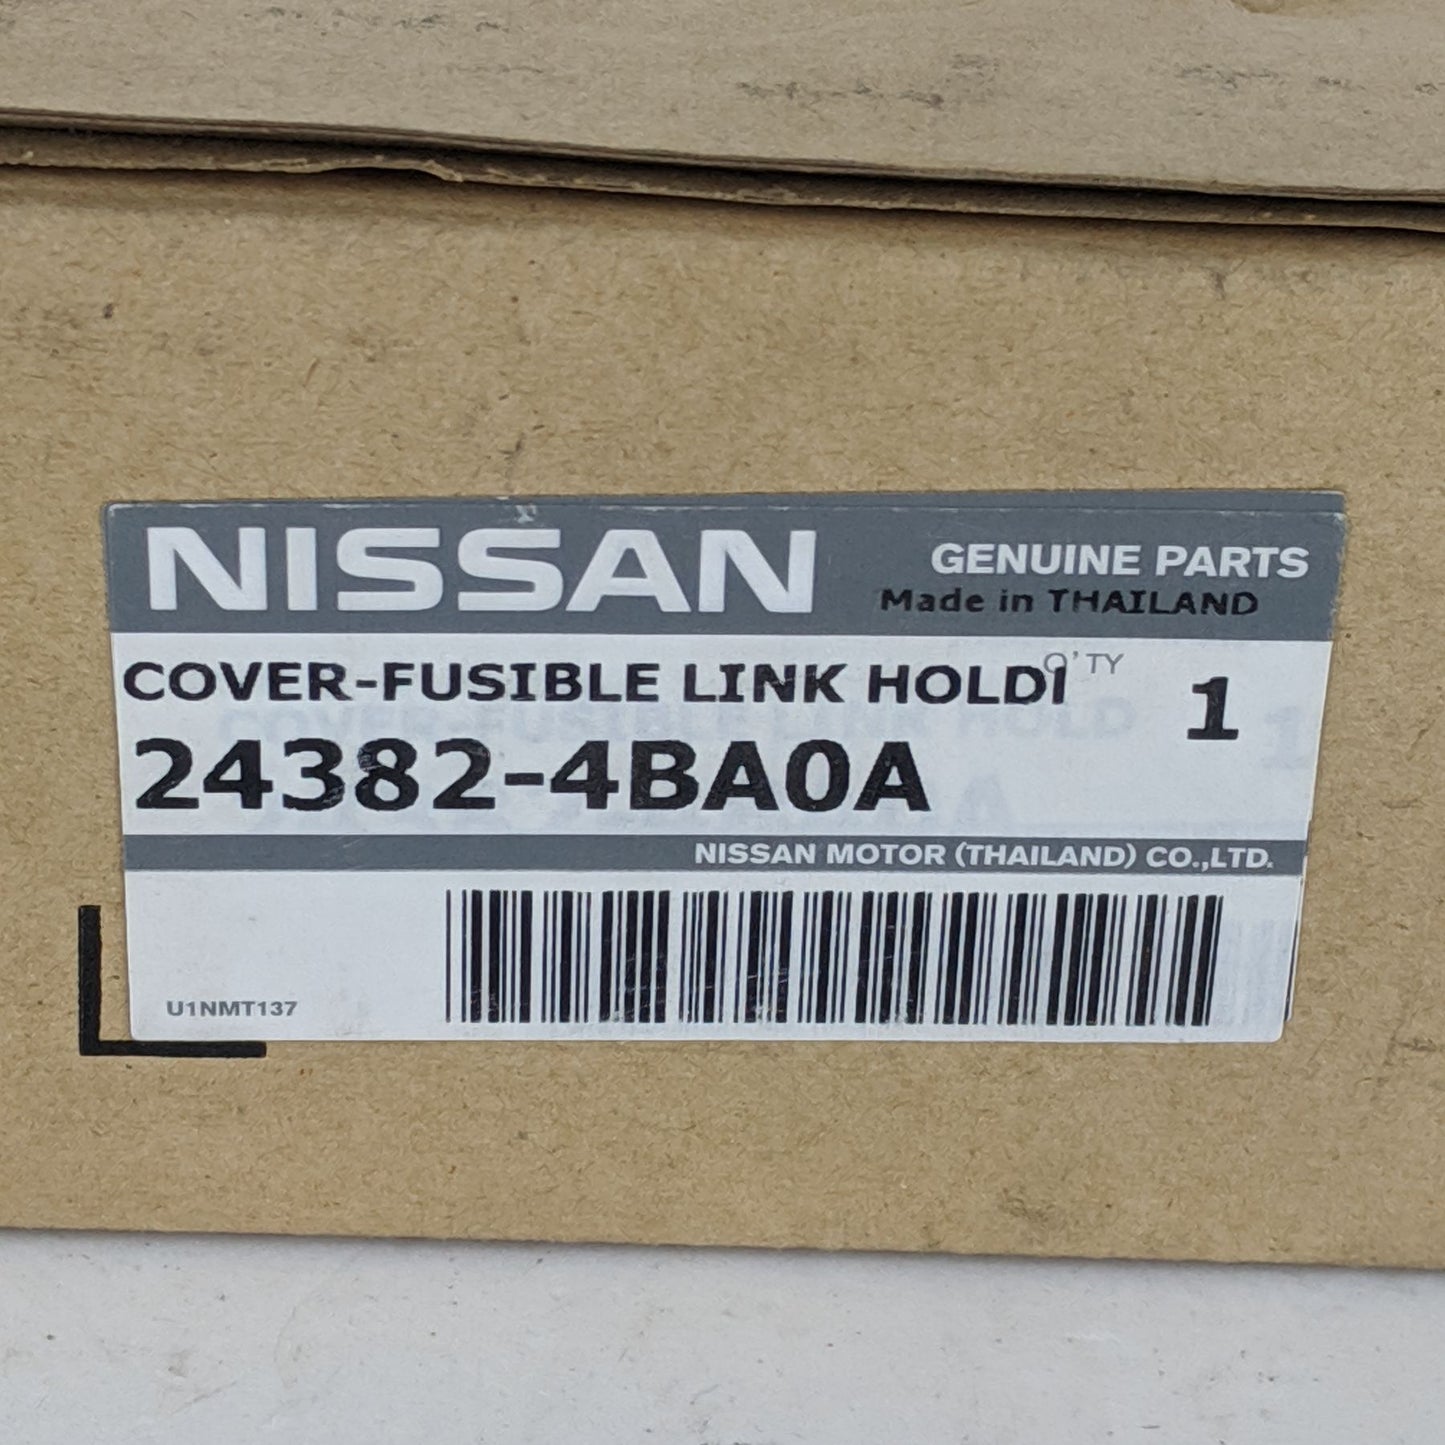 NISSAN
GENUINE PARTS
Made in THAILAND
COVER-FUSIBLE LINK HOLDI
Q'TY
1
24382-4BA0A
NISSAN MOTOR (THAILAND) CO.,LTD.
U1NMT137